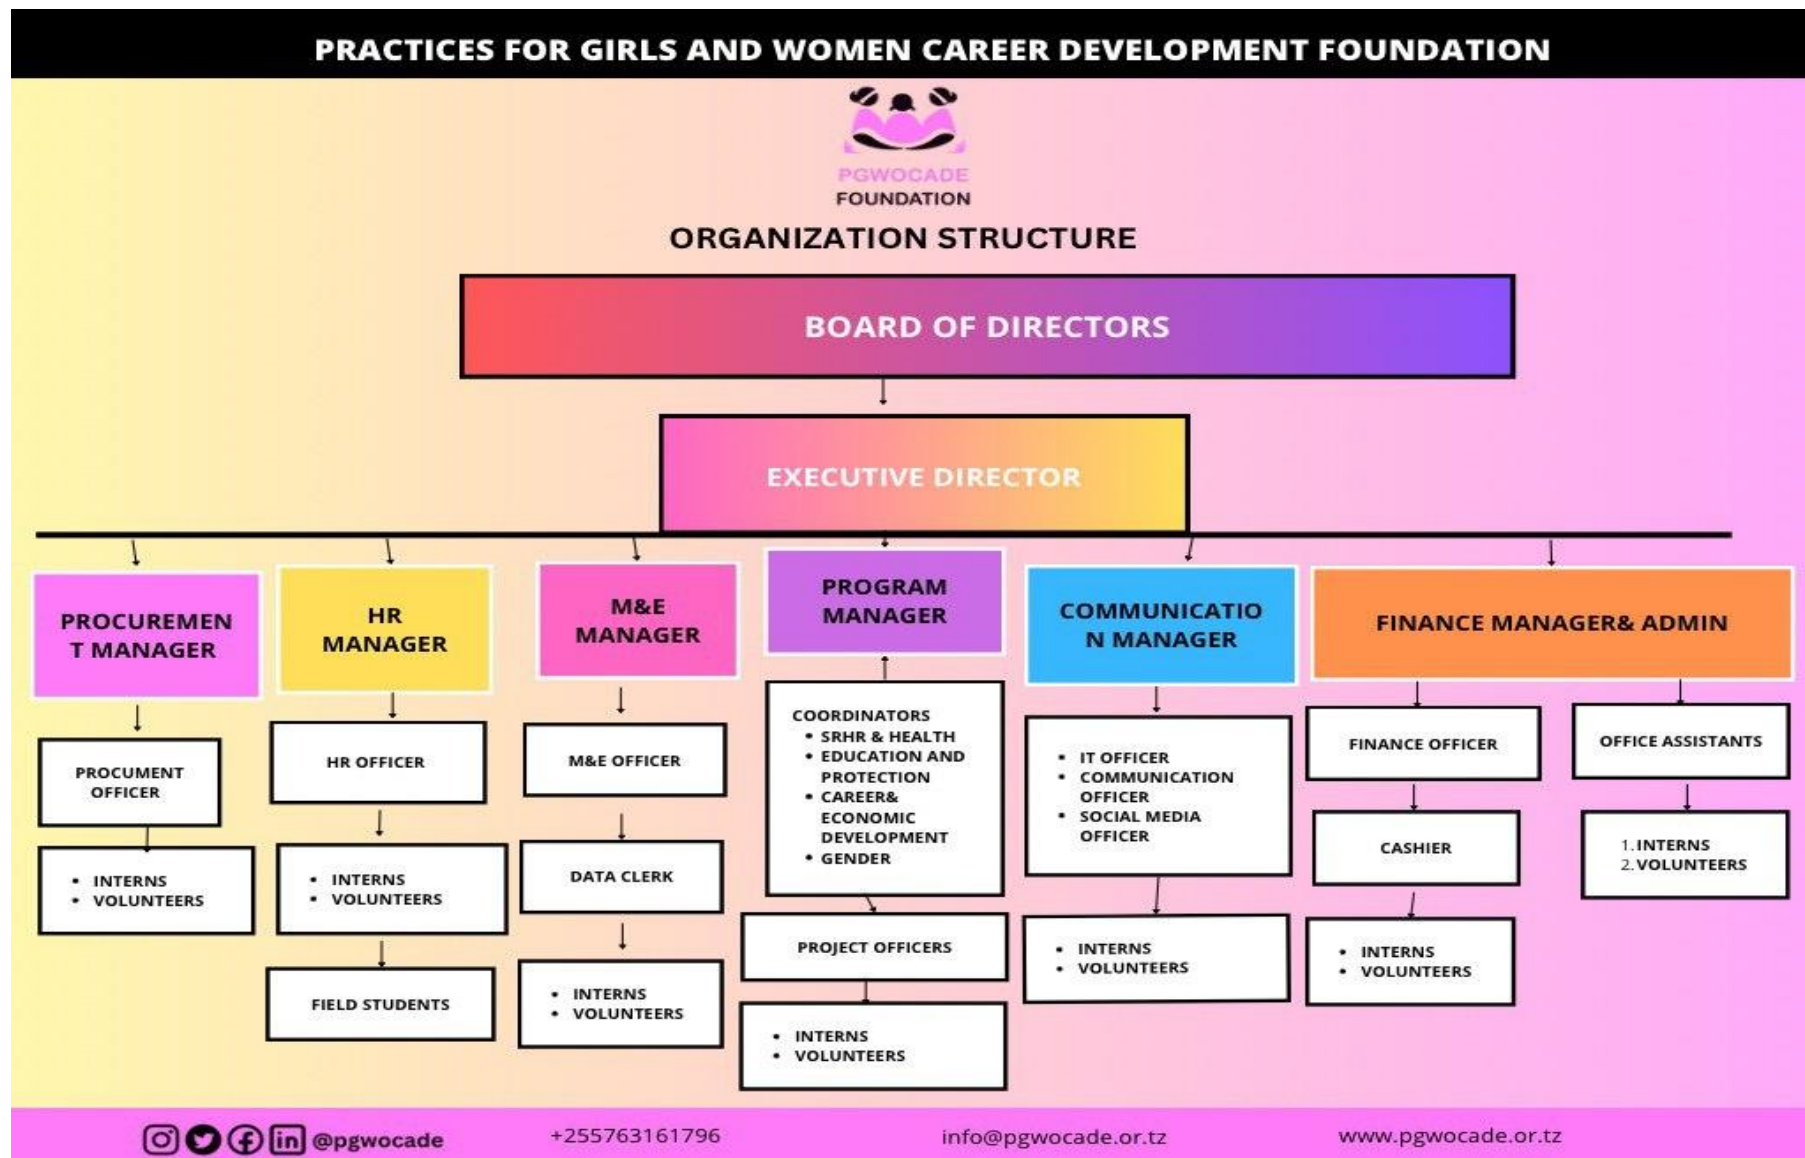 PRACTICES FOR GIRLS AND WOMEN CAREER DEVELOPMENT FOUNDATION
PGWOCADE
FOUNDATION
ORGANIZATION STRUCTURE
BOARD OF DIRECTORS
EXECUTIVE DIRECTOR
PROCUREMEN
T MANAGER
HR
MANAGER
M&E
MANAGER
PROGRAM
MANAGER
COMMUNICATIO
N MANAGER
FINANCE MANAGER& ADMIN
PROCUMENT
OFFICER
• INTERNS
• VOLUNTEERS
HR OFFICER
• INTERNS
• VOLUNTEERS
FIELD STUDENTS
M&E OFFICER
DATA CLERK
• INTERNS
• VOLUNTEERS
COORDINATORS
• SRHR & HEALTH
• EDUCATION AND
PROTECTION
• CAREER&
ECONOMIC
DEVELOPMENT
• GENDER
PROJECT OFFICERS
• INTERNS
• VOLUNTEERS
• IT OFFICER
• COMMUNICATION
OFFICER
• SOCIAL MEDIA
OFFICER
• INTERNS
• VOLUNTEERS
FINANCE OFFICER
CASHIER
• INTERNS
• VOLUNTEERS
OFFICE ASSISTANTS
1. INTERNS
2. VOLUNTEERS
@pgwocade
+255763161796
info@pgwocade.or.tz
www.pgwocade.or.tz